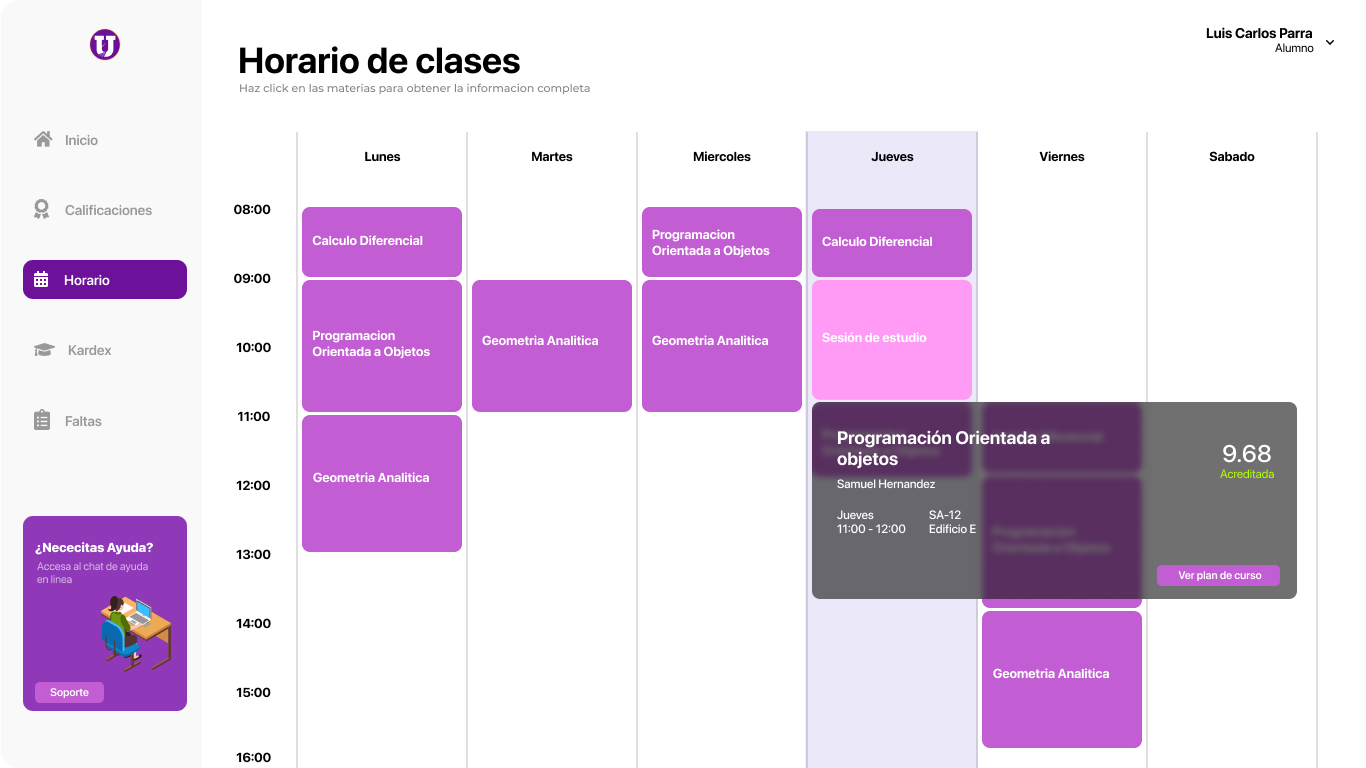 U
Luis Carlos Parra
Alumno
Horario de clases
Haz click en las materias para obtener la informacion completa
Inicio
Calificaciones
Horario
Kardex
Faltas
¿Nececitas Ayuda?
Accesa al chat de ayuda
en linea
Soporte
Lunes
Martes
Miercoles
Jueves
Viernes
Sabado
08:00
09:00
10:00
11:00
12:00
13:00
14:00
15:00
16:00
Calculo Diferencial
Programacion
Orientada a Objetos
Geometria Analitica
Geometria Analitica
Programacion
Orientada a Objetos
Geometria Analitica
Calculo Diferencial
Sesión de estudio
Programación Orientada a
objetos
Samuel Hernandez
Jueves
11:00 - 12:00
SA-12
Edificio E
9.68
Acreditada
Ver plan de curso
Programacion
Orientada a Objetos
Geometria Analitica